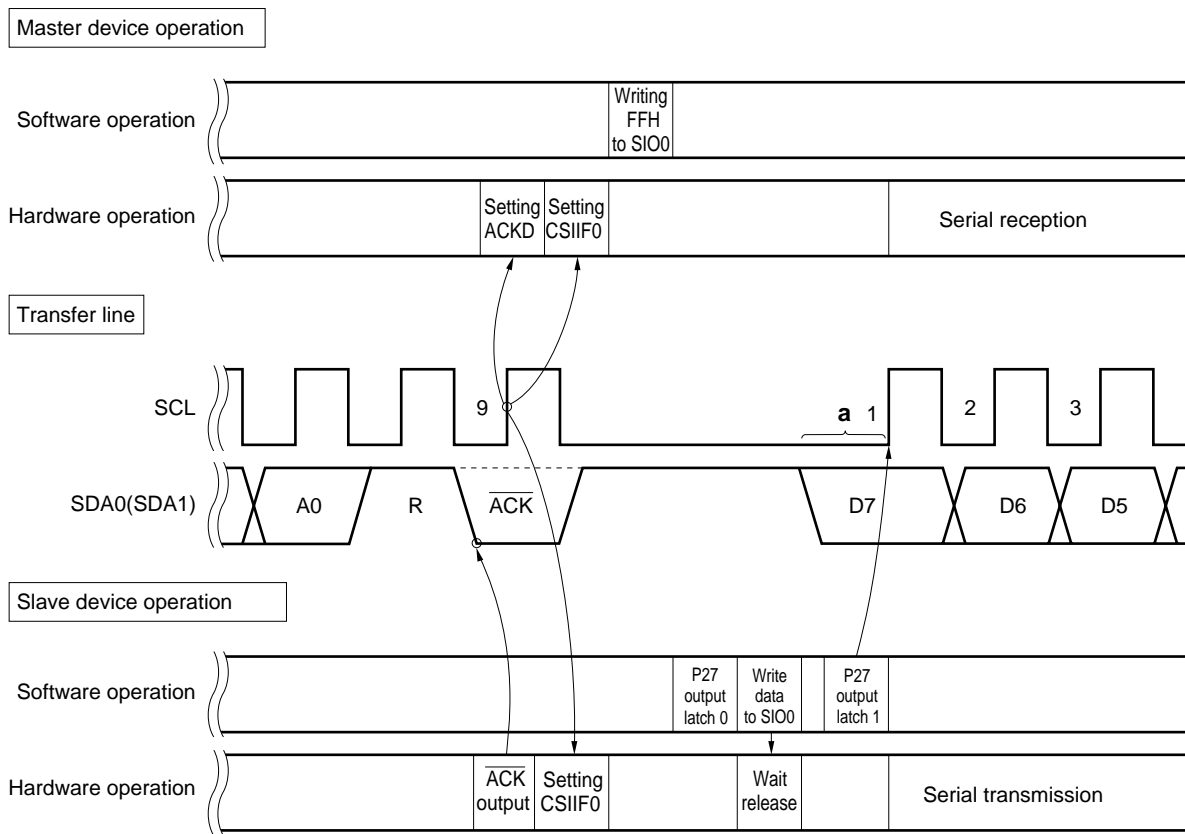 Master device operation
Software operation
Writing
FFH
to SIO0
Hardware operation
Setting
ACKD
Setting
CSIIF0
Serial reception
Transfer line
SCL
9
a 1
2
3
SDA0(SDA1)
A0
R
ACK
D7
D6
D5
Slave device operation
Software operation
P27
output
latch 0
Write
data
to SIO0
P27
output
latch 1
Hardware operation
ACK
output
Setting
CSIIF0
Wait
release
Serial transmission